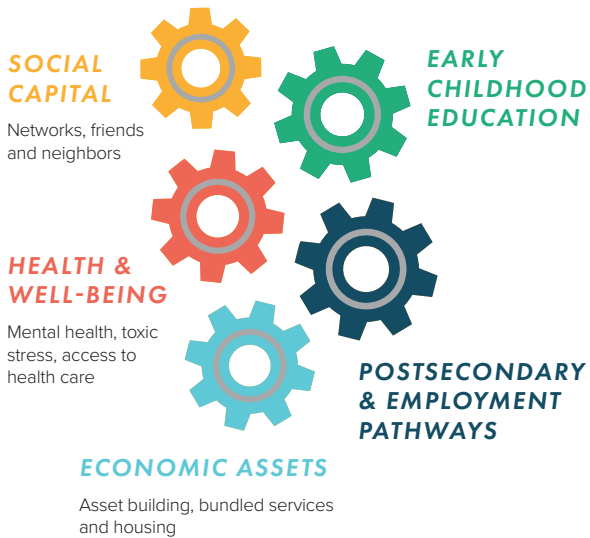 SOCIAL
CAPITAL
Networks, friends
and neighbors
EARLY
CHILDHOOD
EDUCATION
HEALTH &
WELL-BEING
Mental health, toxic
stress, access to
health care
POSTSECONDARY
& EMPLOYMENT
PATHWAYS
ECONOMIC ASSETS
Asset building, bundled services
and housing